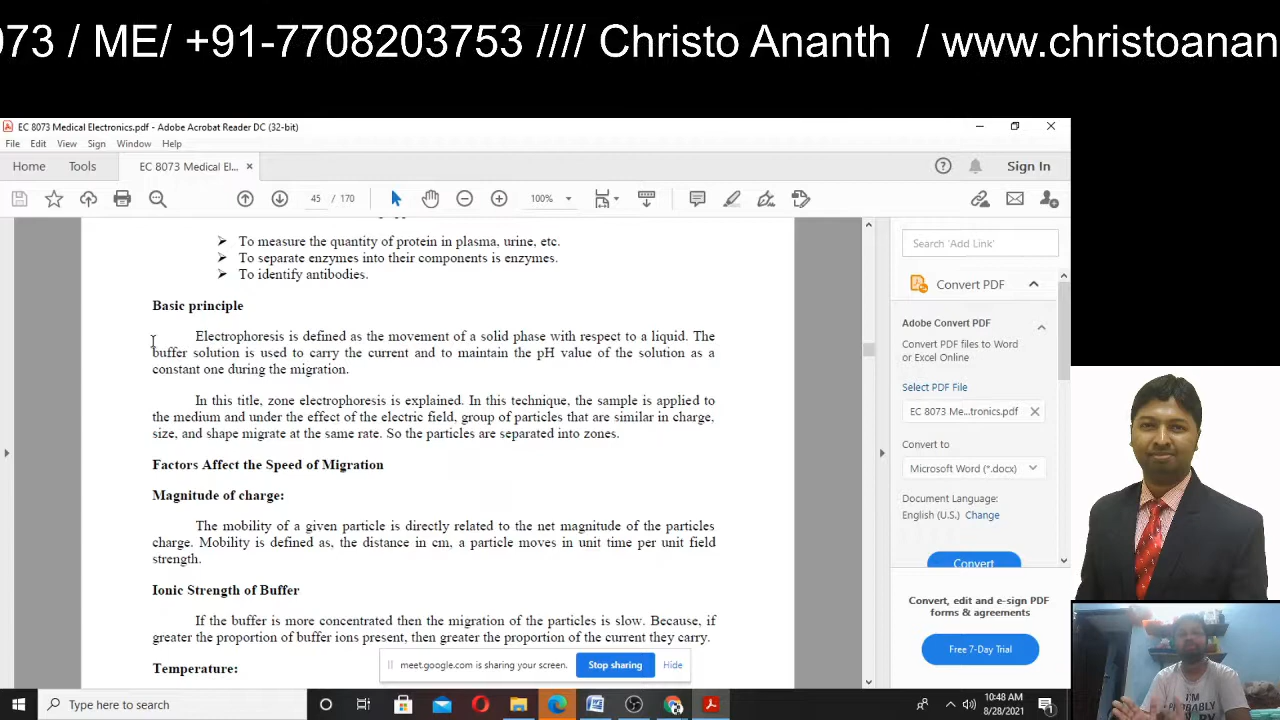 073 / ME/ +91-7708203753 //// Christo Ananth / www.christoanan
EC 8073 Medical Electronics.pdf - Adobe Acrobat Reader DC (32-bit)
File Edit View Sign Window Help
Home Tools EC 8073 Medical El... × Sign In
45 / 170 100%
➢ To measure the quantity of protein in plasma, urine, etc.
➢ To separate enzymes into their components is enzymes.
➢ To identify antibodies.
Basic principle
Electrophoresis is defined as the movement of a solid phase with respect to a liquid. The
buffer solution is used to carry the current and to maintain the pH value of the solution as a
constant one during the migration.
In this title, zone electrophoresis is explained. In this technique, the sample is applied to
the medium and under the effect of the electric field, group of particles that are similar in charge,
size, and shape migrate at the same rate. So the particles are separated into zones.
Factors Affect the Speed of Migration
Magnitude of charge:
The mobility of a given particle is directly related to the net magnitude of the particles
charge. Mobility is defined as, the distance in cm, a particle moves in unit time per unit field
strength.
Ionic Strength of Buffer
If the buffer is more concentrated then the migration of the particles is slow. Because, if
greater the proportion of buffer ions present, then greater the proportion of the current they carry.
Temperature:
Search 'Add Link'
Convert PDF
Adobe Convert PDF
Convert PDF files to Word
or Excel Online
Select PDF File
EC 8073 Me...tronics.pdf
Convert to
Microsoft Word (*.docx)
Document Language:
English (U.S.) Change
Convert
Convert, edit and e-sign PDF
forms & agreements
Free 7-Day Trial
meet.google.com is sharing your screen. Stop sharing Hide
I'M
PROBABLY
Type here to search
10:48 AM
8/28/2021